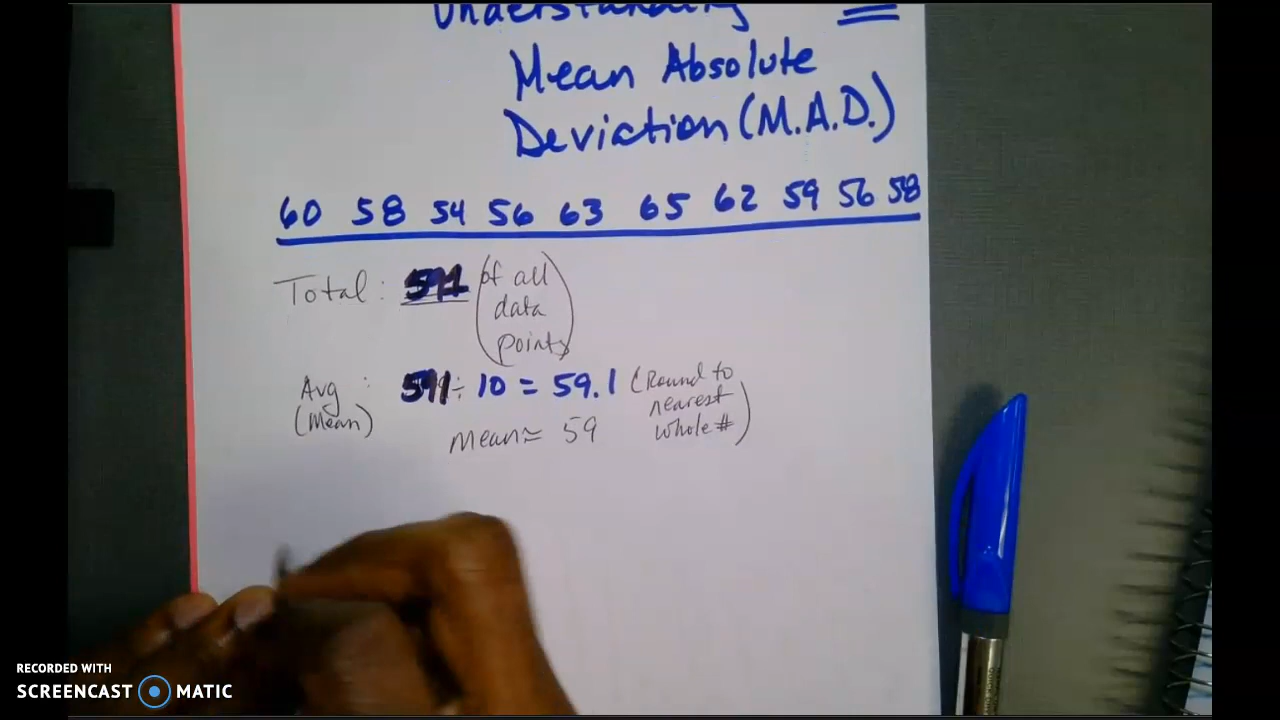 Understanding
Mean Absolute
Deviation (M.A.D.)
60 58 54 56 63 65 62 59 56 58
Total: 591 (of all
data
points)
Avg : 591 ÷ 10 = 59.1 (Round to
(Mean) nearest
mean ≈ 59 whole #)
RECORDED WITH
SCREENCAST MATIC